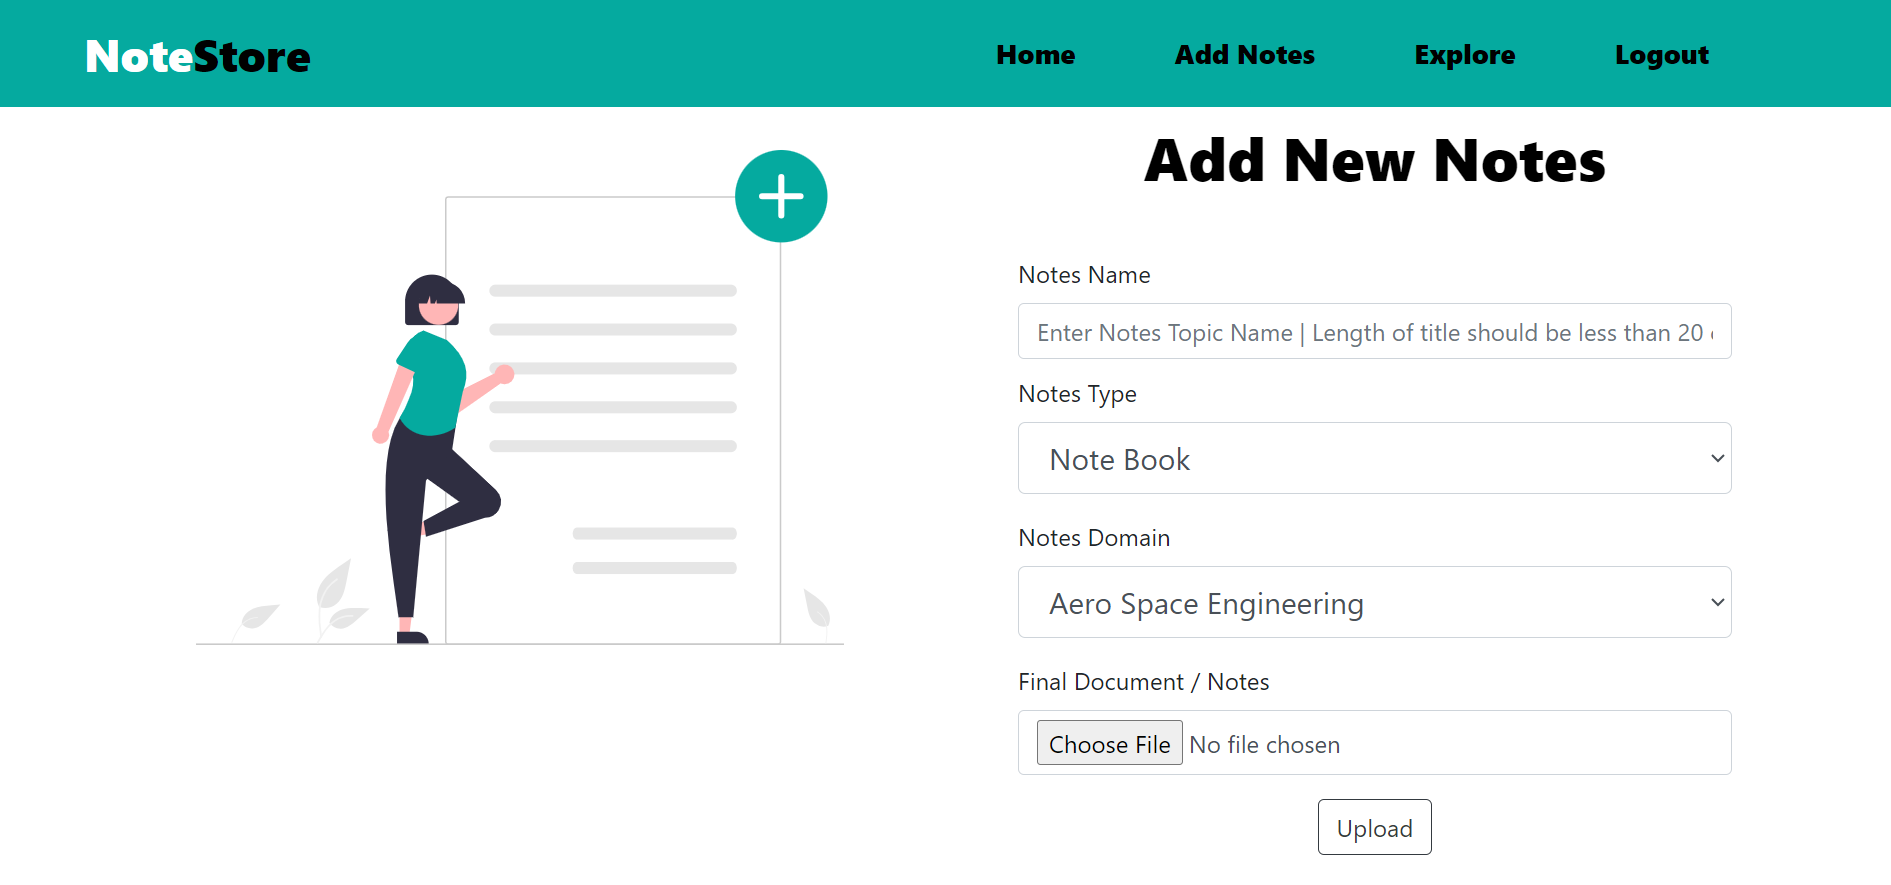 NoteStore
Home Add Notes Explore Logout
Add New Notes
Notes Name
Enter Notes Topic Name | Length of title should be less than 20
Notes Type
Note Book
Notes Domain
Aero Space Engineering
Final Document / Notes
Choose File No file chosen
Upload